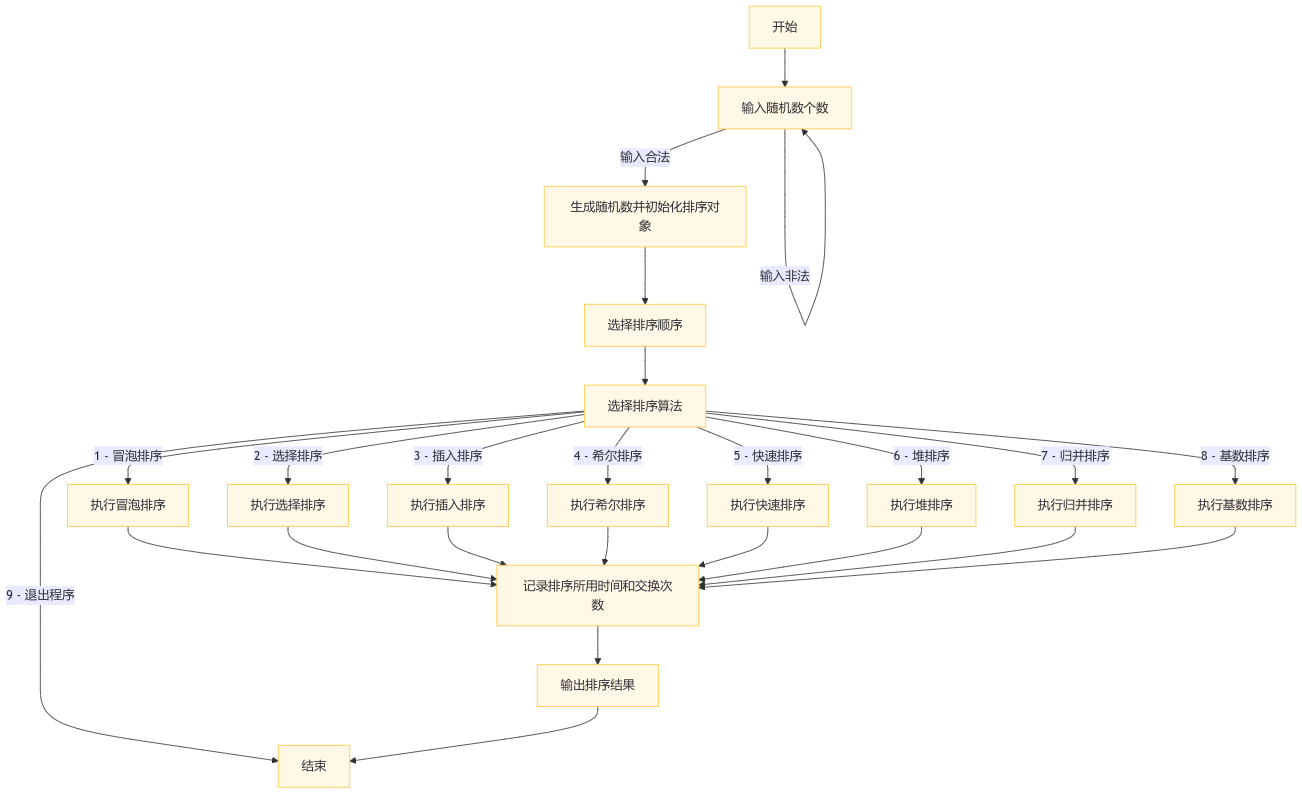 开始
输入随机数个数
输入合法
生成随机数并初始化排序对
象
输入非法
选择排序顺序
选择排序算法
1 - 冒泡排序
2 - 选择排序
3 - 插入排序
4 - 希尔排序
5 - 快速排序
6 - 堆排序
7 - 归并排序
8 - 基数排序
执行冒泡排序
执行选择排序
执行插入排序
执行希尔排序
执行快速排序
执行堆排序
执行归并排序
执行基数排序
9 - 退出程序
记录排序所用时间和交换次
数
输出排序结果
结束